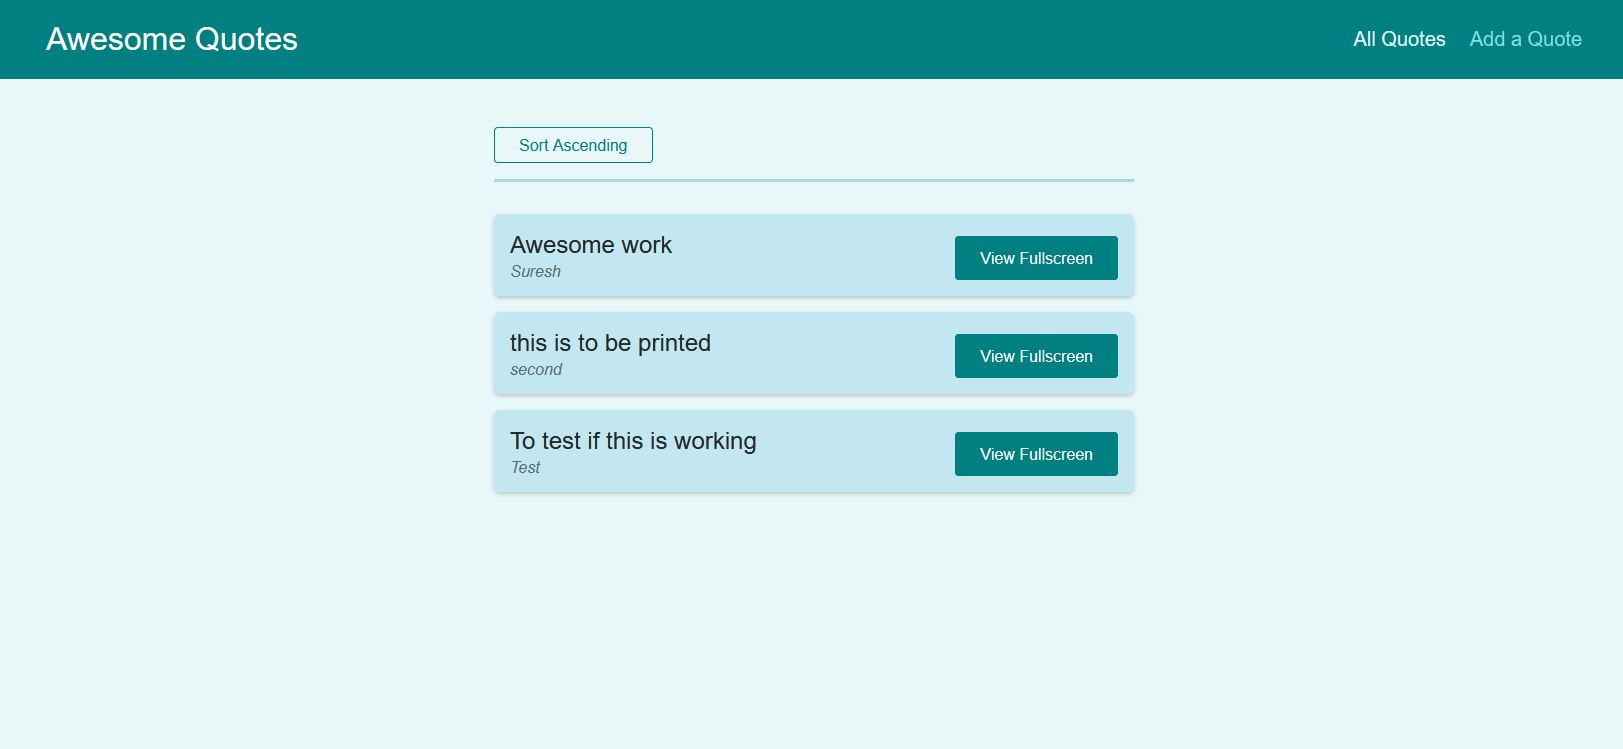 Awesome Quotes
All Quotes
Add a Quote
Sort Ascending
Awesome work
Suresh
View Fullscreen
this is to be printed
second
View Fullscreen
To test if this is working
Test
View Fullscreen